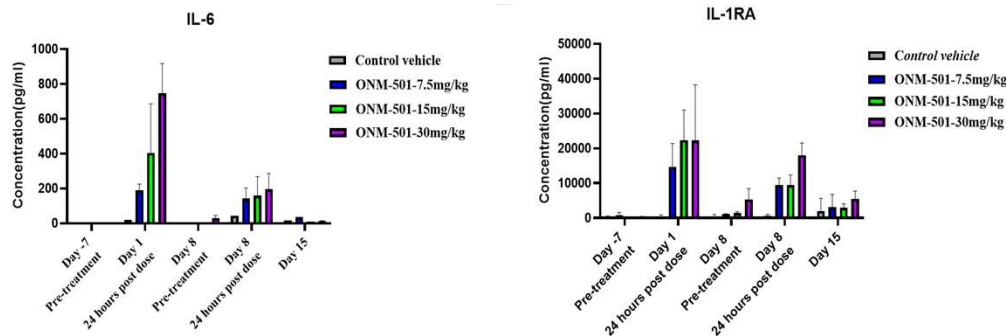 IL-6
Concentration(pg/ml)
1000
800
600
400
200
0
Day -7
Pre-treatment
Day 1
24 hours post dose
Day 8
Pre-treatment
Day 8
24 hours post dose
Day 15
Control vehicle
ONM-501-7.5mg/kg
ONM-501-15mg/kg
ONM-501-30mg/kg
IL-1RA
Concentration(pg/ml)
50000
40000
30000
20000
10000
0
Day -7
Pre-treatment
Day 1
24 hours post dose
Day 8
Pre-treatment
Day 8
24 hours post dose
Day 15
Control vehicle
ONM-501-7.5mg/kg
ONM-501-15mg/kg
ONM-501-30mg/kg